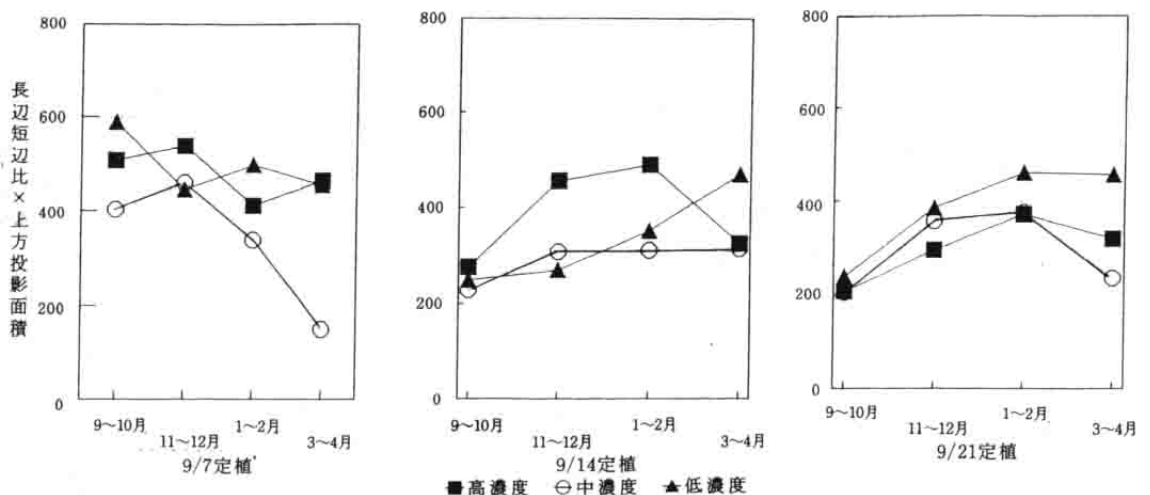 長辺短辺比×上方投影面積
800
600
400
200
0
9〜10月
11〜12月
1〜2月
3〜4月
9/7定植
800
600
400
200
0
9〜10月
11〜12月
1〜2月
3〜4月
9/14定植
800
600
400
200
0
9〜10月
11〜12月
1〜2月
3〜4月
9/21定植
■高濃度 ○中濃度 ▲低濃度